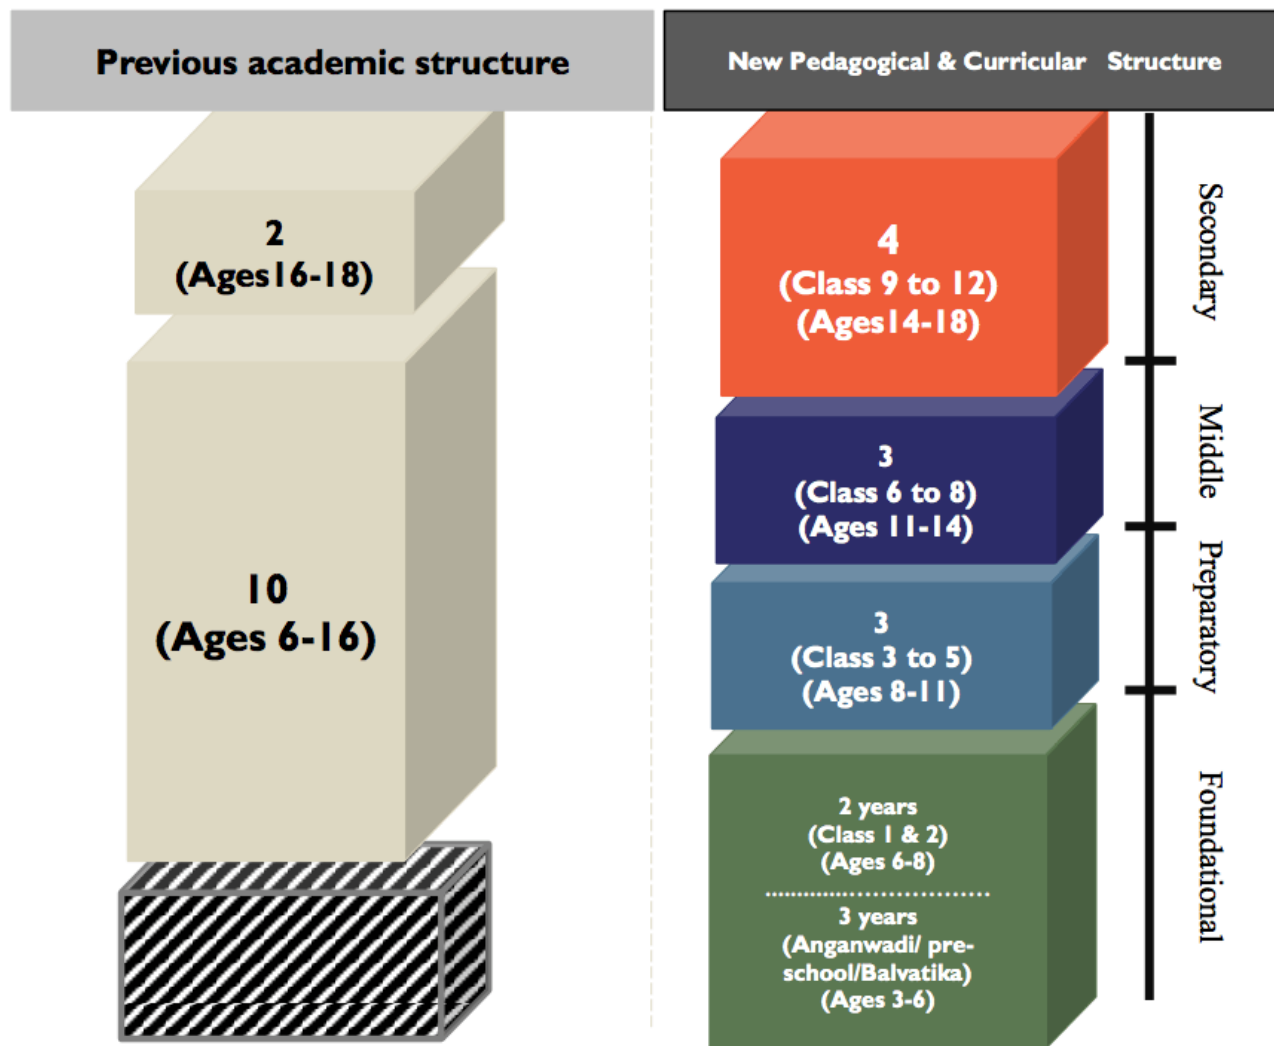 Previous academic structure
2
(Ages16-18)
10
(Ages 6-16)
New Pedagogical & Curricular Structure
4
(Class 9 to 12)
(Ages14-18)
3
(Class 6 to 8)
(Ages 11-14)
3
(Class 3 to 5)
(Ages 8-11)
2 years
(Class 1 & 2)
(Ages 6-8)
3 years
(Anganwadi/ pre-
school/Balvatika)
(Ages 3-6)
Secondary
Middle
Preparatory
Foundational